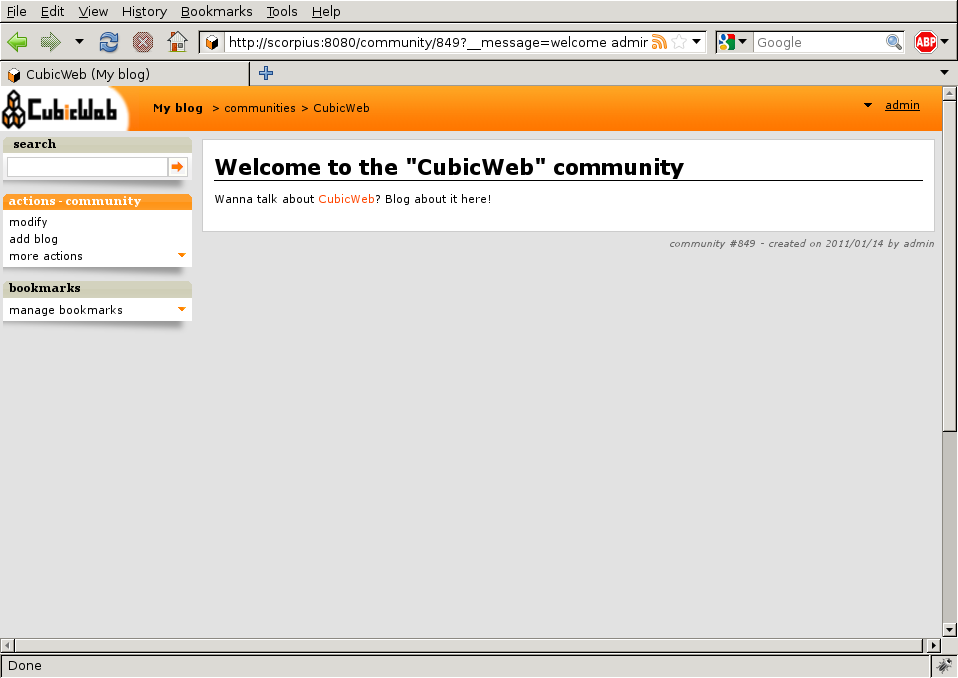 File Edit View History Bookmarks Tools Help
http://scorpius:8080/community/849?__message=welcome admin
Google
ABP
CubicWeb (My blog)
CubicWeb
My blog > communities > CubicWeb
admin
search
actions - community
modify
add blog
more actions
bookmarks
manage bookmarks
Welcome to the "CubicWeb" community
Wanna talk about CubicWeb? Blog about it here!
community #849 - created on 2011/01/14 by admin
Done